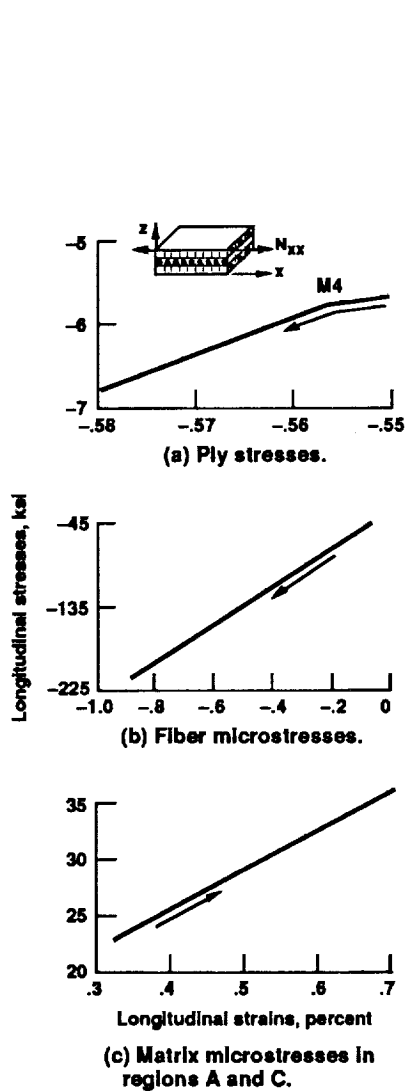 z
Nxx
x
M4
–5
–6
–7
–.58 –.57 –.56 –.55
(a) Ply stresses.
Longitudinal stresses, ksi
–45
–135
–225
–1.0 –.8 –.6 –.4 –.2 0
(b) Fiber microstresses.
35
30
25
20
.3 .4 .5 .6 .7
Longitudinal strains, percent
(c) Matrix microstresses in
regions A and C.